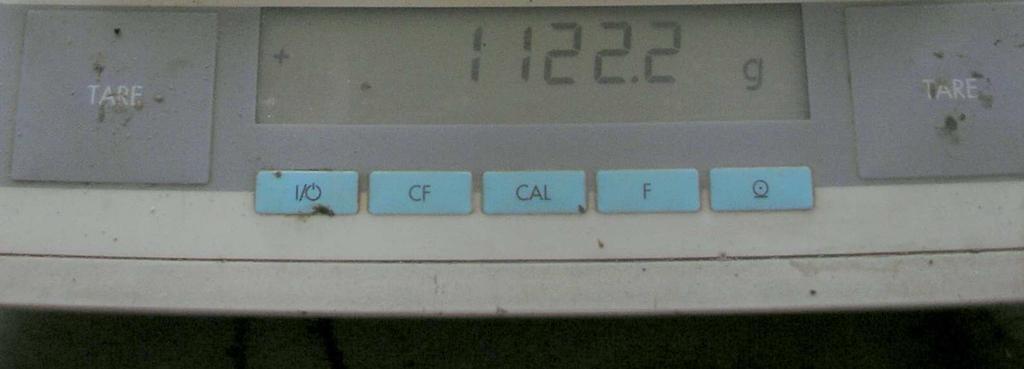 + 1122.2 g
TARE
TARE
I/⏻ CF CAL F